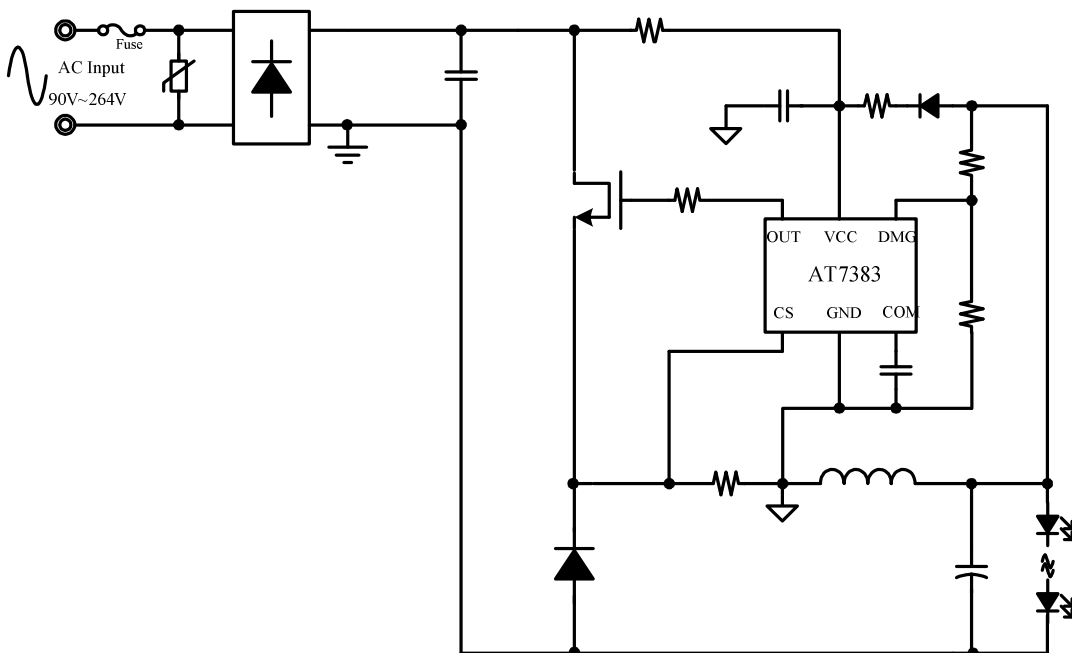 Fuse
AC Input
90V~264V
OUT VCC DMG
AT7383
CS GND COM